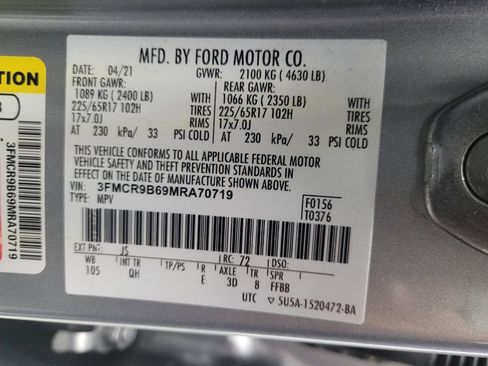 MFD. BY FORD MOTOR CO.
DATE: 04/21 GVWR: 2100 KG ( 4630 LB)
FRONT GAWR: REAR GAWR:
1089 KG ( 2400 LB) 1066 KG ( 2350 LB)
225/65R17 102H TIRES 225/65R17 102H
17x7.0J RIMS 17x7.0J
AT 230 kPa/ 33 PSI COLD AT 230 kPa/ 33 PSI COLD
THIS VEHICLE CONFORMS TO ALL APPLICABLE FEDERAL MOTOR
VEHICLE SAFETY AND THEFT PREVENTION STANDARDS IN
EFFECT ON THE DATE OF MANUFACTURE SHOWN ABOVE.
VIN: 3FMCR9B69MRA70719
TYPE: MPV
F0156
T0376
EXT PNT: JS RC: 72 DSO:
WB INT TR TP/PS R AXLE TR SPR
105 QH E 3D 8 FFBB
UTC 5U5A-1520472-BA
3FMCR9B69MRA70719